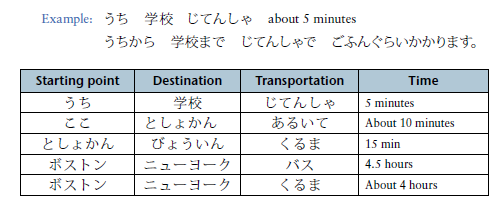 Example: うち 学校 じてんしゃ about 5 minutes
うちから 学校まで じてんしゃで ごふんぐらいかかります。
Starting point Destination Transportation Time
うち 学校 じてんしゃ 5 minutes
ここ としょかん あるいて About 10 minutes
としょかん びょういん くるま 15 min
ボストン ニューヨーク バス 4.5 hours
ボストン ニューヨーク くるま About 4 hours